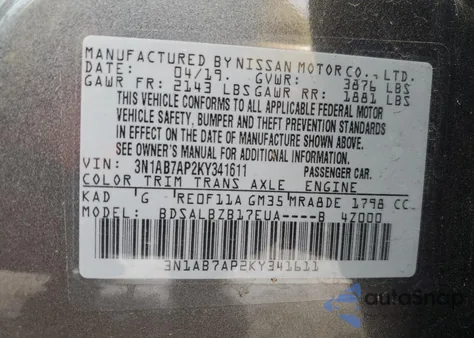 MANUFACTURED BY NISSAN MOTOR CO., LTD.
DATE: 04/19. GVWR: 3876 LBS
GAWR FR: 2143 LBS GAWR RR: 1881 LBS
THIS VEHICLE CONFORMS TO ALL APPLICABLE FEDERAL MOTOR
VEHICLE SAFETY, BUMPER AND THEFT PREVENTION STANDARDS
IN EFFECT ON THE DATE OF MANUFACTURE SHOWN ABOVE.
SEE OWNER'S MANUAL FOR ADDITIONAL INFORMATION
VIN: 3N1AB7AP2KY341611 PASSENGER CAR.
COLOR TRIM TRANS AXLE ENGINE
KAD G RE0F11A GM35 MRA8DE 1798 CC
MODEL: BDSALBZB17EUA----B 4Z000
3N1AB7AP2KY341611
autoSnap